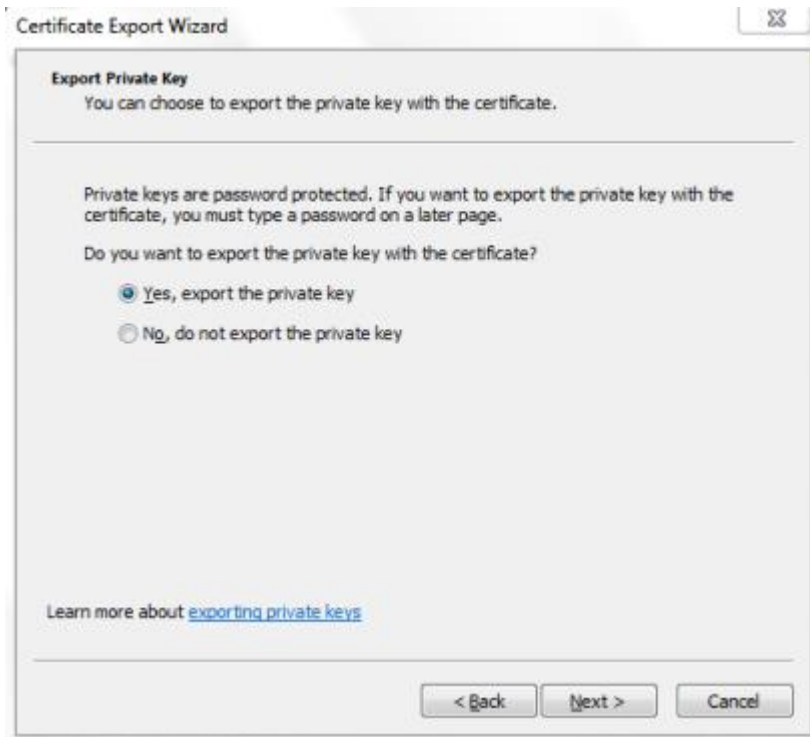 Certificate Export Wizard
Export Private Key
You can choose to export the private key with the certificate.
Private keys are password protected. If you want to export the private key with the
certificate, you must type a password on a later page.
Do you want to export the private key with the certificate?
Yes, export the private key
No, do not export the private key
Learn more about exporting private keys
< Back
Next >
Cancel